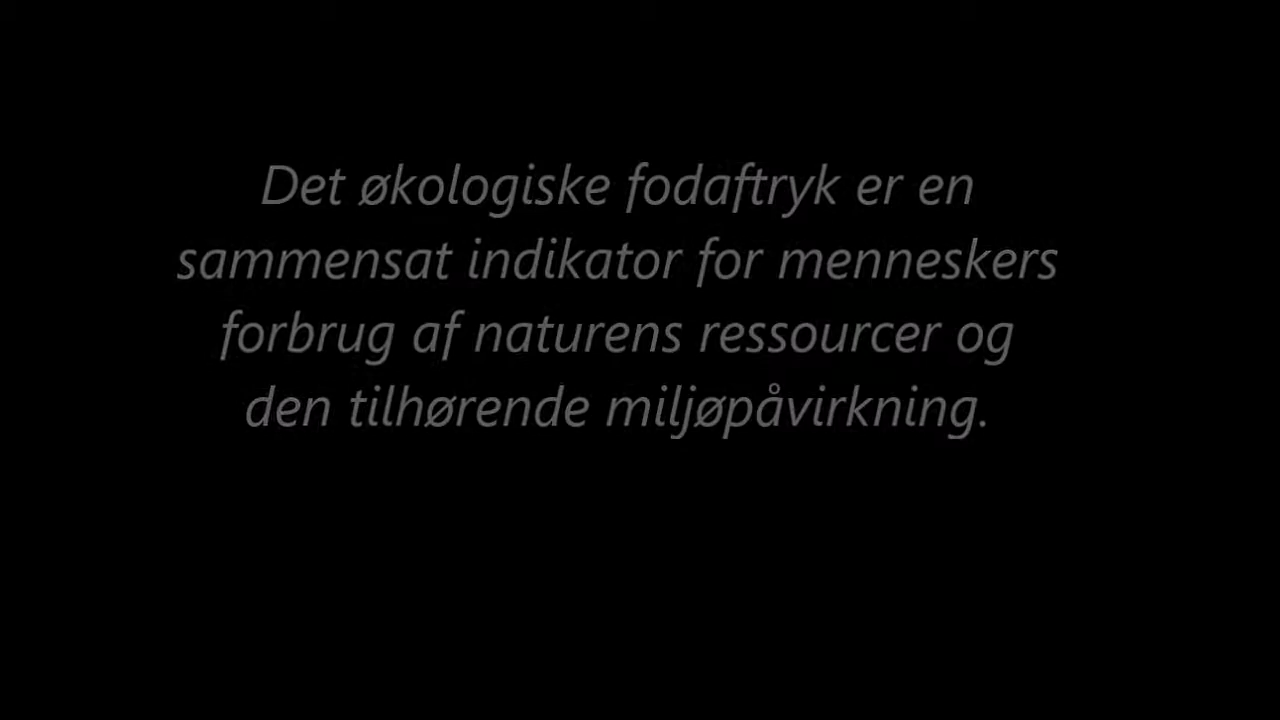 Det økologiske fodaftryk er en
sammensat indikator for menneskers
forbrug af naturens ressourcer og
den tilhørende miljøpåvirkning.